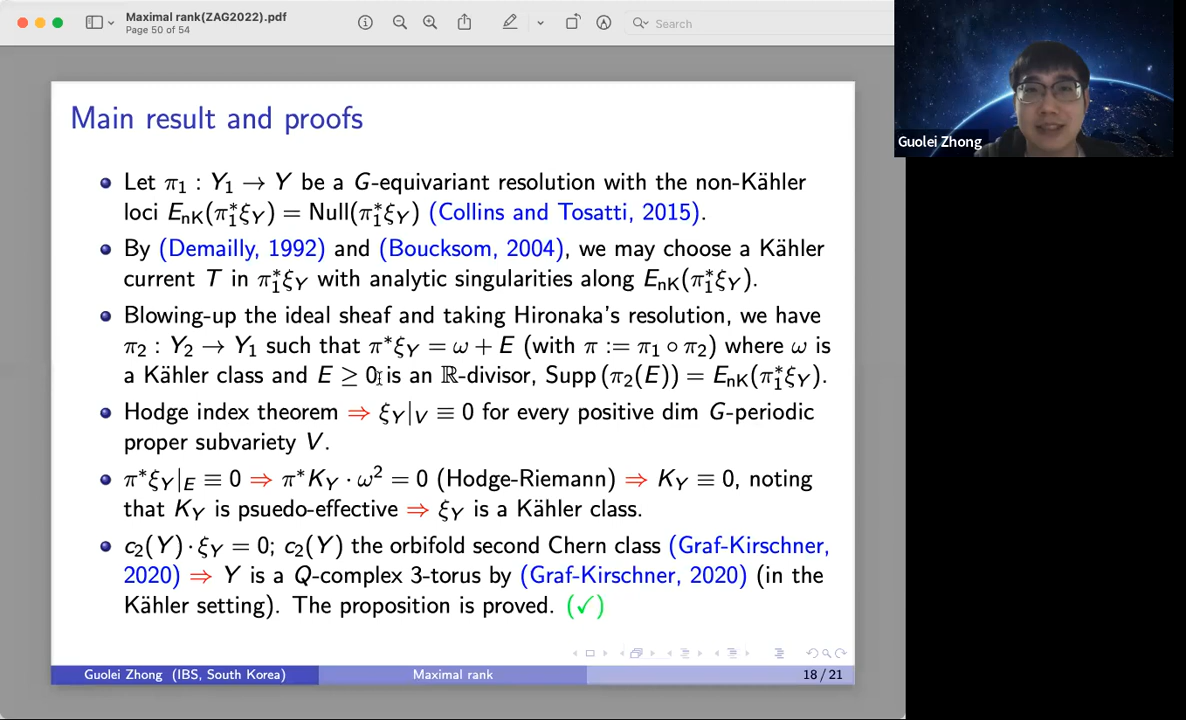 Maximal rank(ZAG2022).pdf
Page 50 of 54
Search
Guolei Zhong
Main result and proofs
Let π₁ : Y₁ → Y be a G-equivariant resolution with the non-Kähler
loci E_nK(π₁*ξ_Y) = Null(π₁*ξ_Y) (Collins and Tosatti, 2015).
By (Demailly, 1992) and (Boucksom, 2004), we may choose a Kähler
current T in π₁*ξ_Y with analytic singularities along E_nK(π₁*ξ_Y).
Blowing-up the ideal sheaf and taking Hironaka's resolution, we have
π₂ : Y₂ → Y₁ such that π*ξ_Y = ω + E (with π := π₁ ∘ π₂) where ω is
a Kähler class and E ≥ 0 is an ℝ-divisor, Supp (π₂(E)) = E_nK(π₁*ξ_Y).
Hodge index theorem ⇒ ξ_Y|_V ≡ 0 for every positive dim G-periodic
proper subvariety V.
π*ξ_Y|_E ≡ 0 ⇒ π*K_Y · ω² = 0 (Hodge-Riemann) ⇒ K_Y ≡ 0, noting
that K_Y is psuedo-effective ⇒ ξ_Y is a Kähler class.
c₂(Y) · ξ_Y = 0; c₂(Y) the orbifold second Chern class (Graf-Kirschner,
2020) ⇒ Y is a Q-complex 3-torus by (Graf-Kirschner, 2020) (in the
Kähler setting). The proposition is proved. (✓)
Guolei Zhong (IBS, South Korea)
Maximal rank
18 / 21